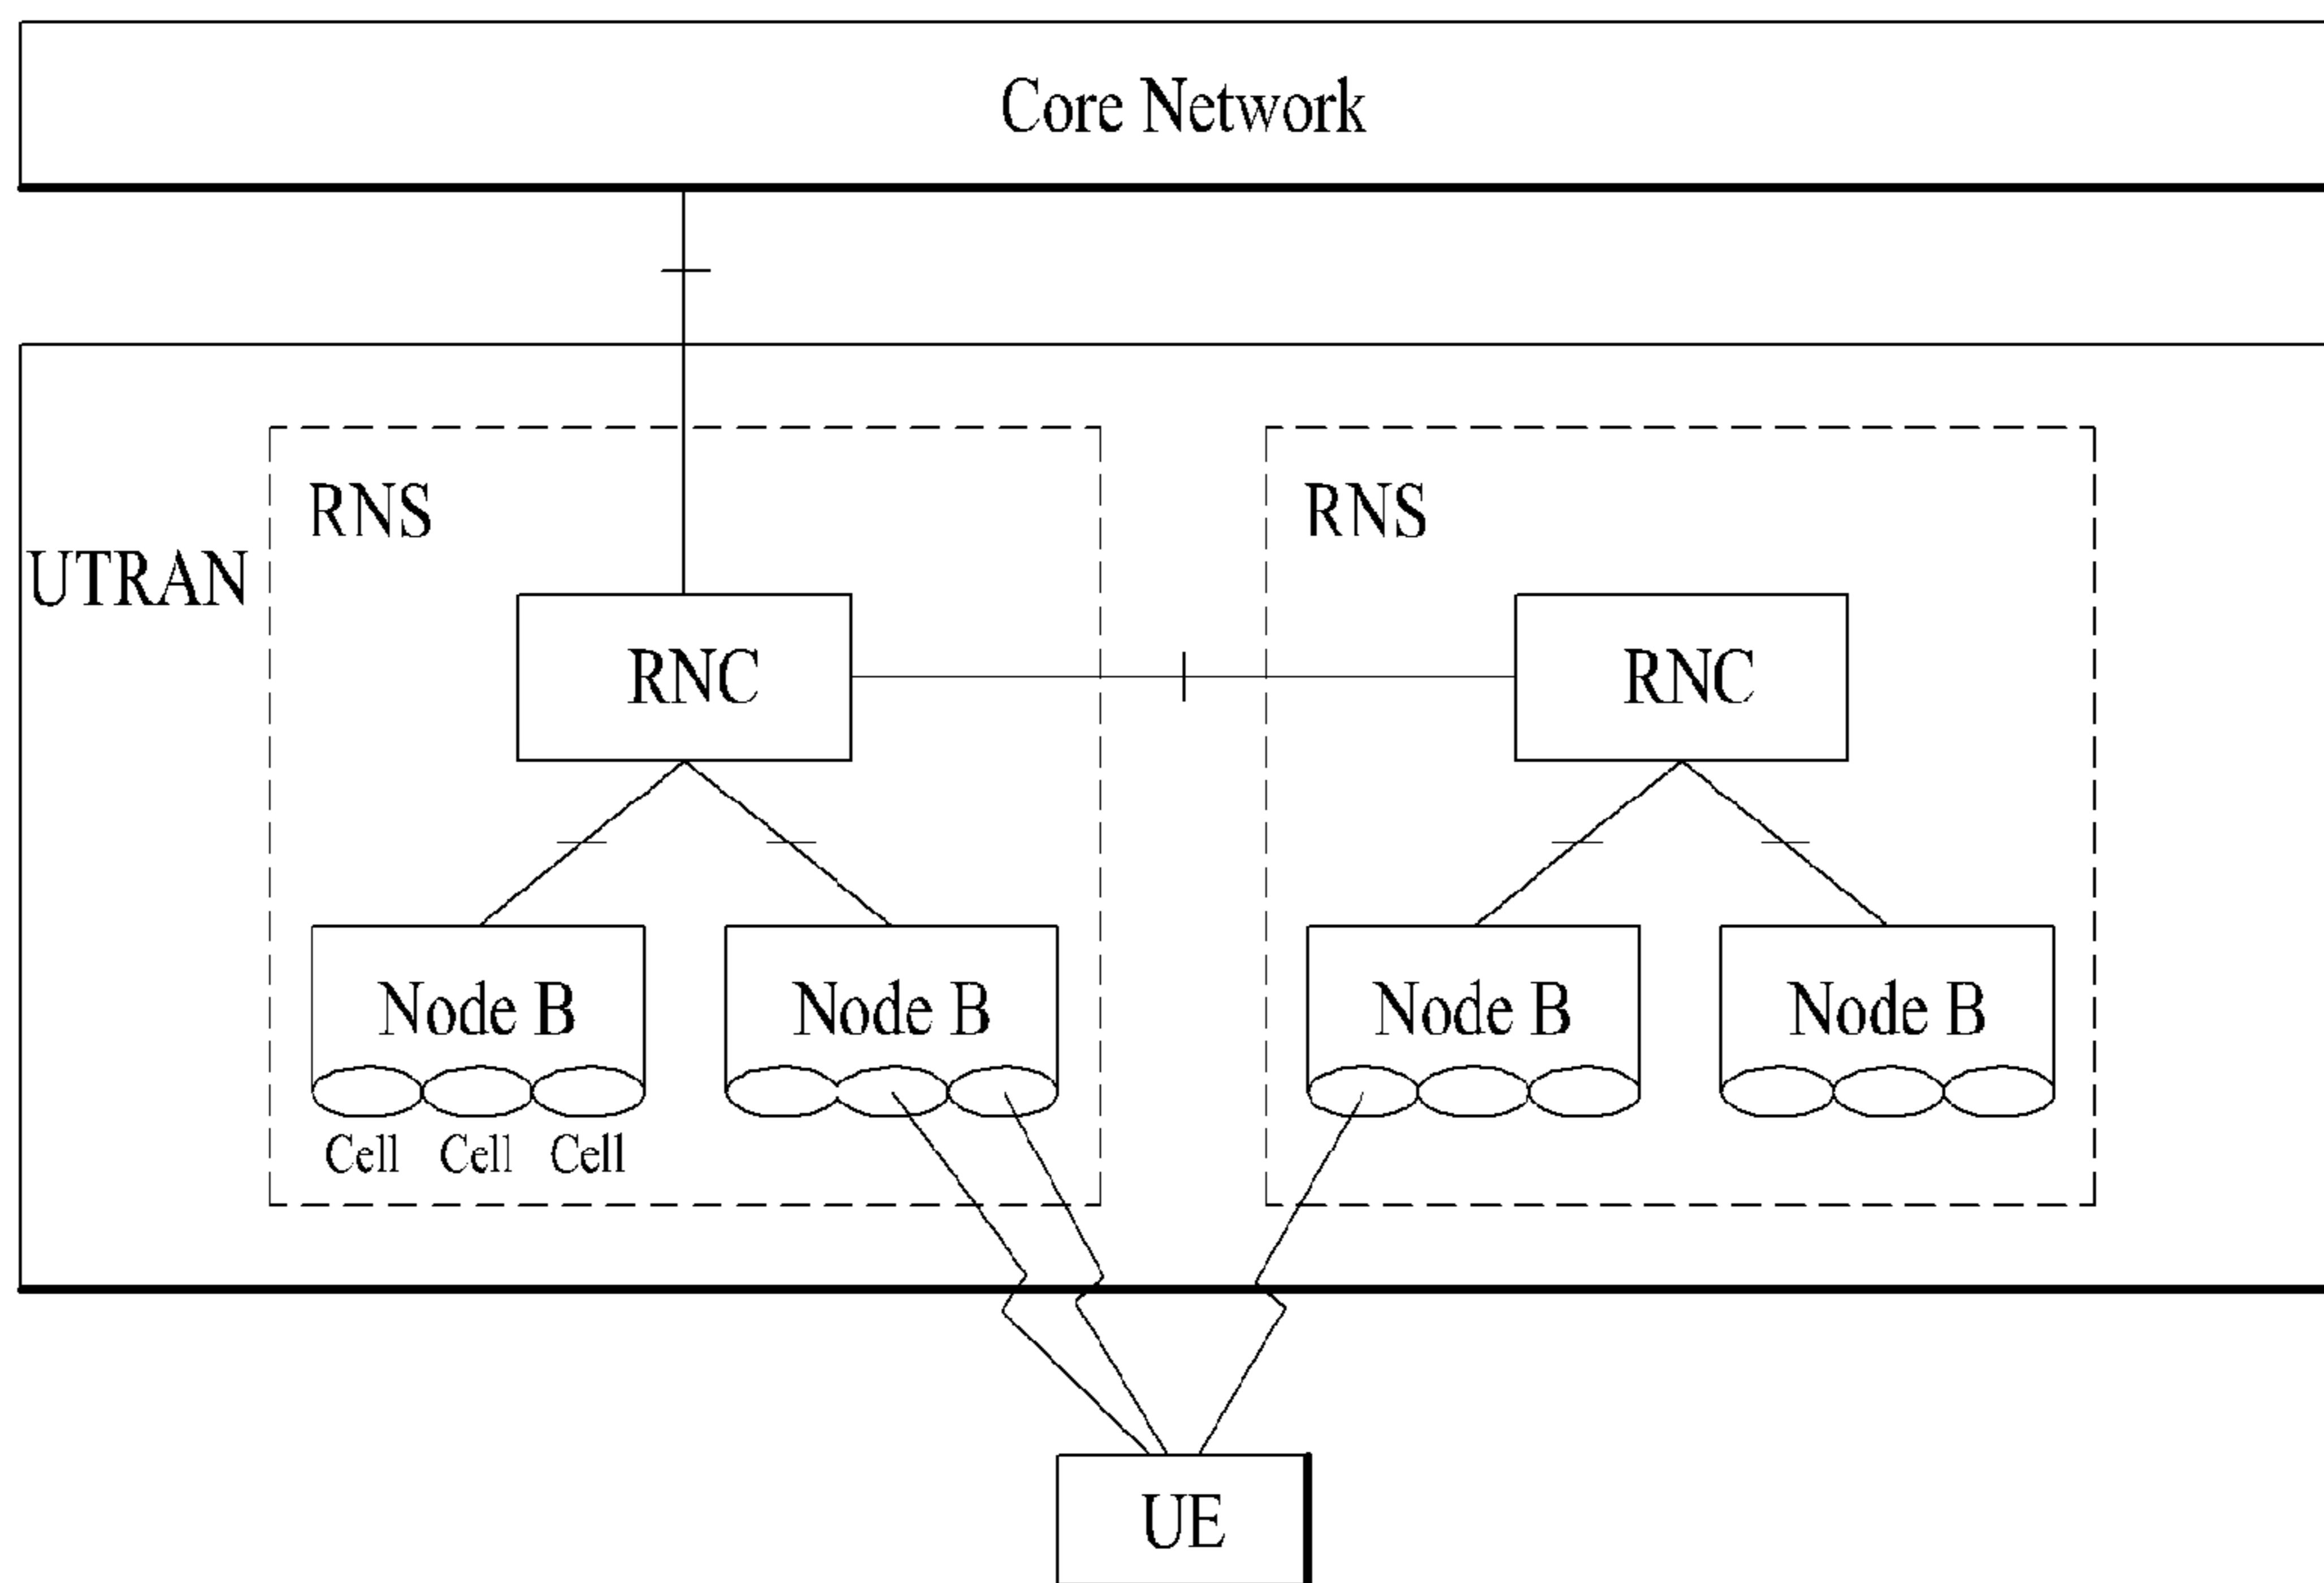 Core Network
RNS
RNS
UTRAN
RNC
RNC
Node B
Node B
Node B
Node B
Cell Cell Cell
UE